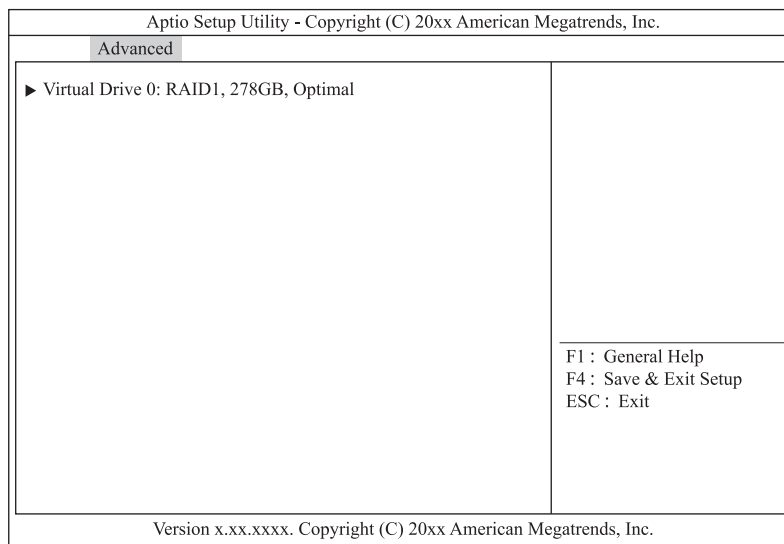 Aptio Setup Utility - Copyright (C) 20xx American Megatrends, Inc.
Advanced
▶ Virtual Drive 0: RAID1, 278GB, Optimal
F1 : General Help
F4 : Save & Exit Setup
ESC : Exit
Version x.xx.xxxx. Copyright (C) 20xx American Megatrends, Inc.